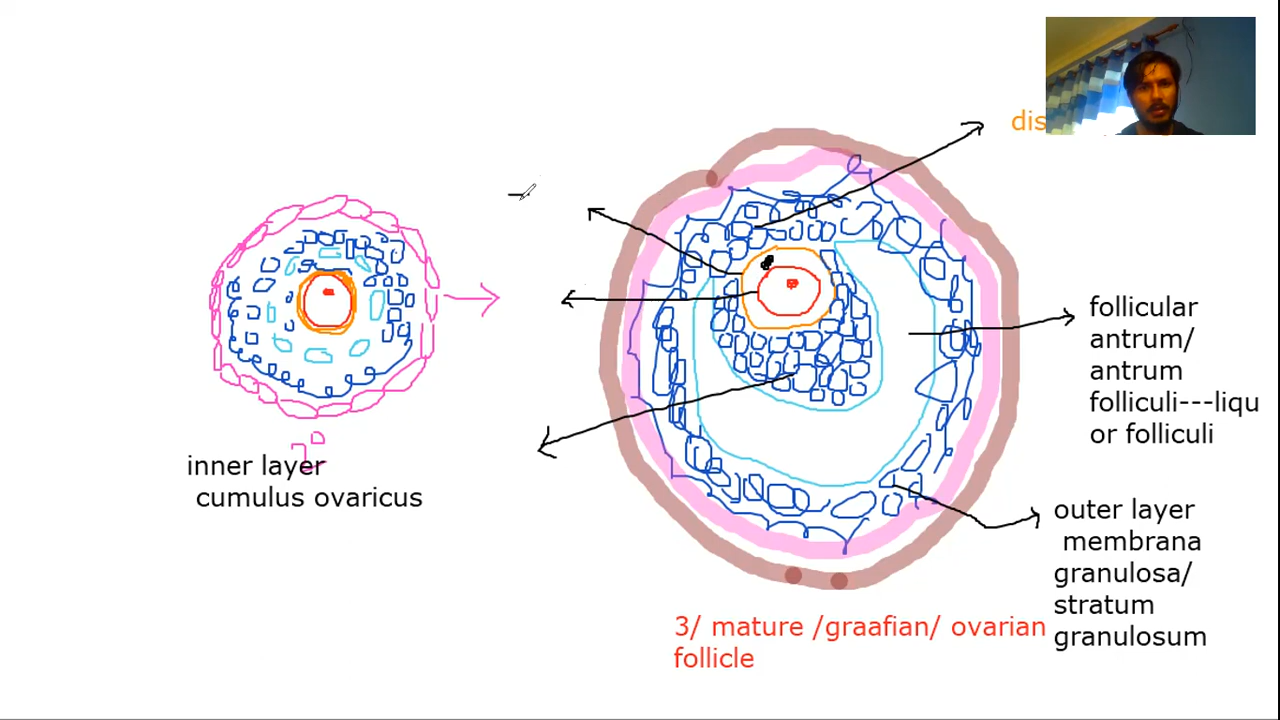 dis
follicular
antrum/
antrum
folliculi---liqu
or folliculi
2°
inner layer
cumulus ovaricus
outer layer
membrana
granulosa/
stratum
granulosum
3/ mature /graafian/ ovarian
follicle